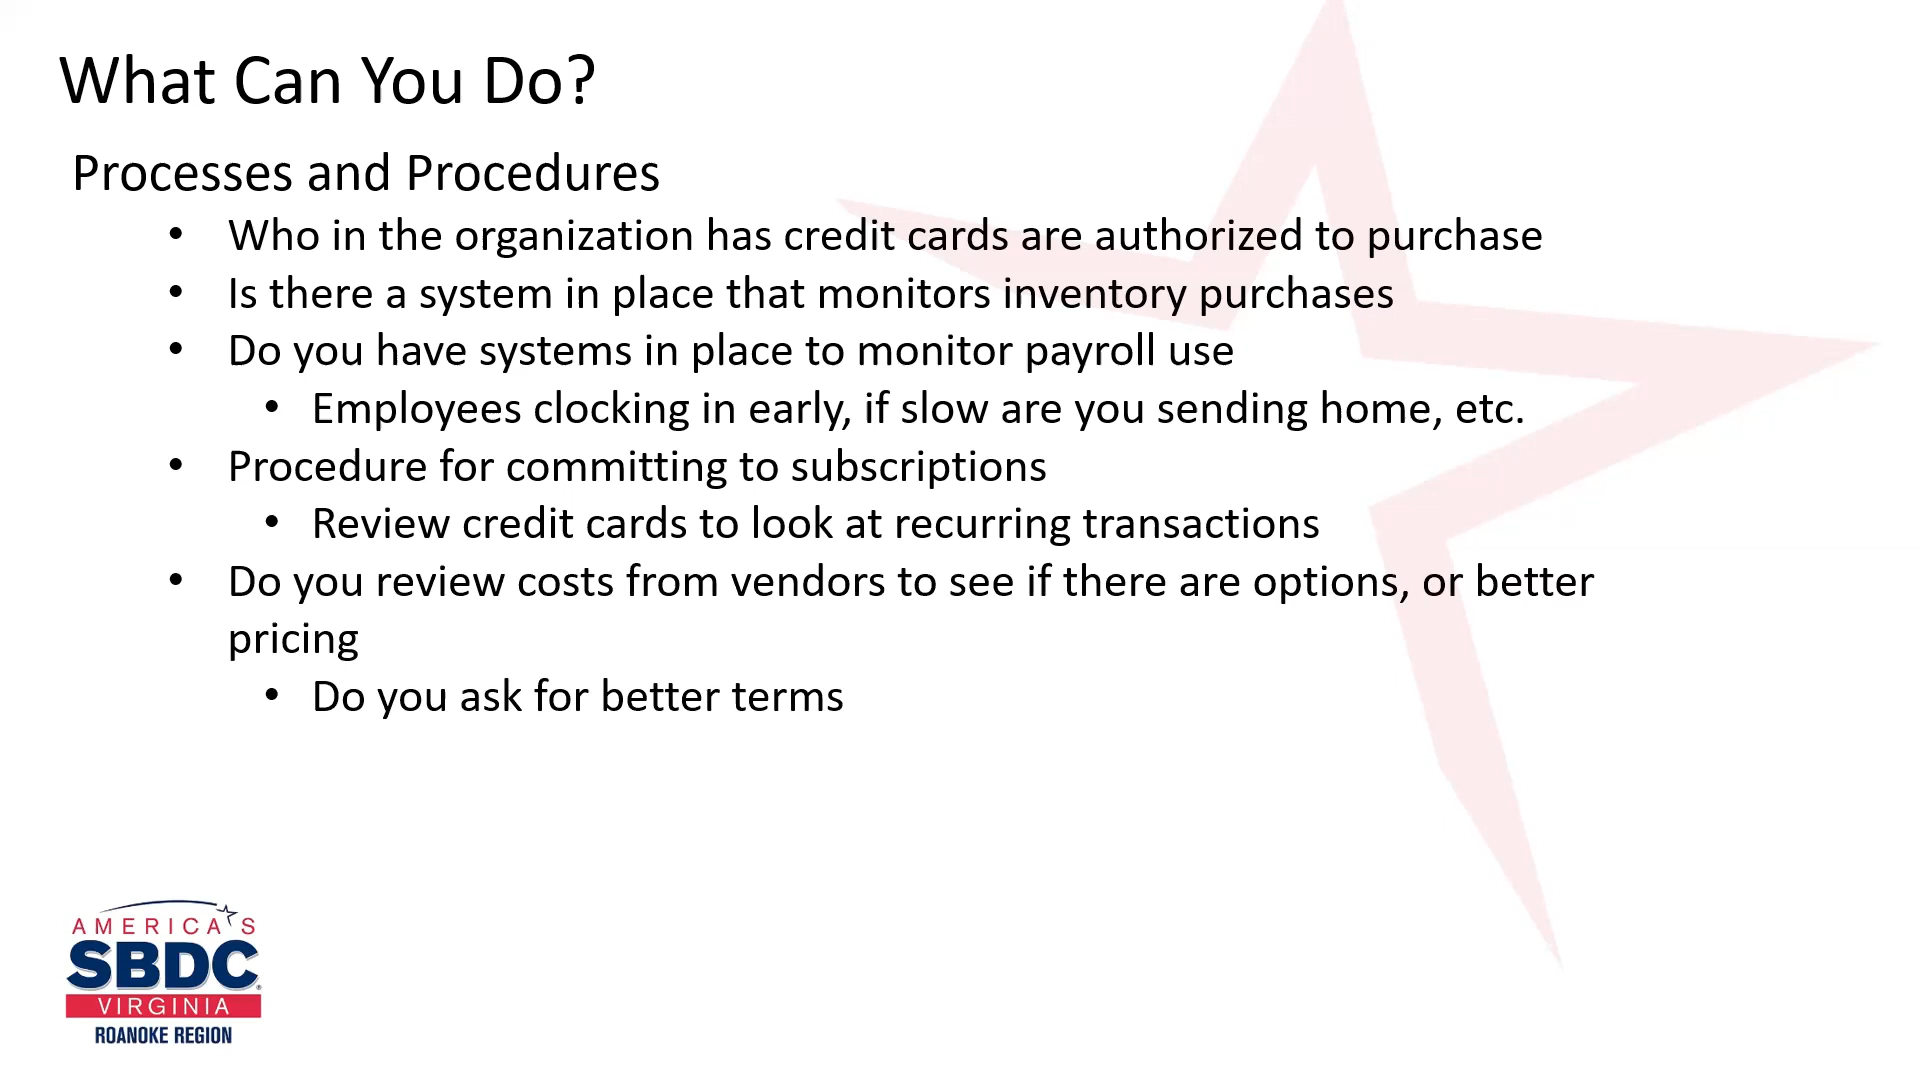 What Can You Do?
Processes and Procedures
• Who in the organization has credit cards are authorized to purchase
• Is there a system in place that monitors inventory purchases
• Do you have systems in place to monitor payroll use
• Employees clocking in early, if slow are you sending home, etc.
• Procedure for committing to subscriptions
• Review credit cards to look at recurring transactions
• Do you review costs from vendors to see if there are options, or better
pricing
• Do you ask for better terms
AMERICA'S
SBDC®
VIRGINIA
ROANOKE REGION